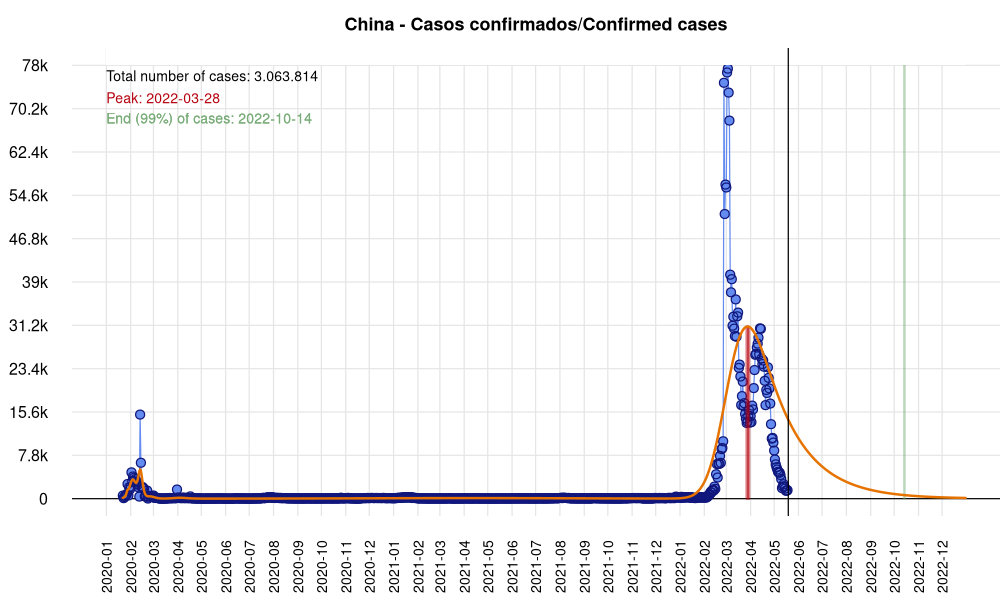 China - Casos confirmados/Confirmed cases
Total number of cases: 3.063.814
Peak: 2022-03-28
End (99%) of cases: 2022-10-14
78k
70.2k
62.4k
54.6k
46.8k
39k
31.2k
23.4k
15.6k
7.8k
0
2020-01
2020-02
2020-03
2020-04
2020-05
2020-06
2020-07
2020-08
2020-09
2020-10
2020-11
2020-12
2021-01
2021-02
2021-03
2021-04
2021-05
2021-06
2021-07
2021-08
2021-09
2021-10
2021-11
2021-12
2022-01
2022-02
2022-03
2022-04
2022-05
2022-06
2022-07
2022-08
2022-09
2022-10
2022-11
2022-12